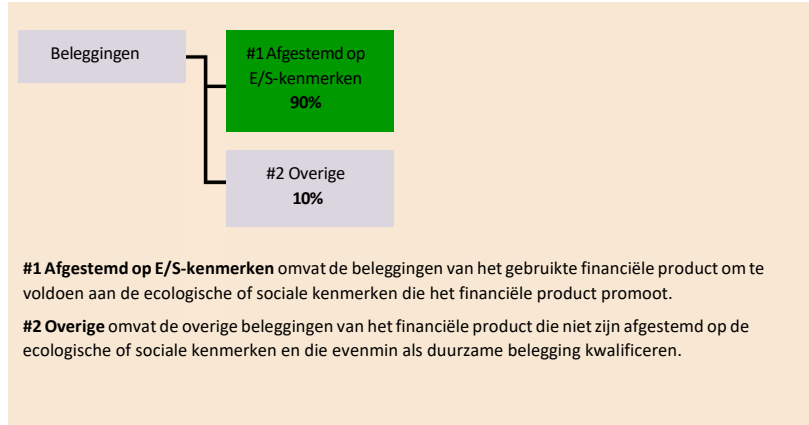 Beleggingen
#1 Afgestemd op
E/S-kenmerken
90%
#2 Overige
10%
#1 Afgestemd op E/S-kenmerken omvat de beleggingen van het gebruikte financiële product om te
voldoen aan de ecologische of sociale kenmerken die het financiële product promoot.
#2 Overige omvat de overige beleggingen van het financiële product die niet zijn afgestemd op de
ecologische of sociale kenmerken en die evenmin als duurzame belegging kwalificeren.